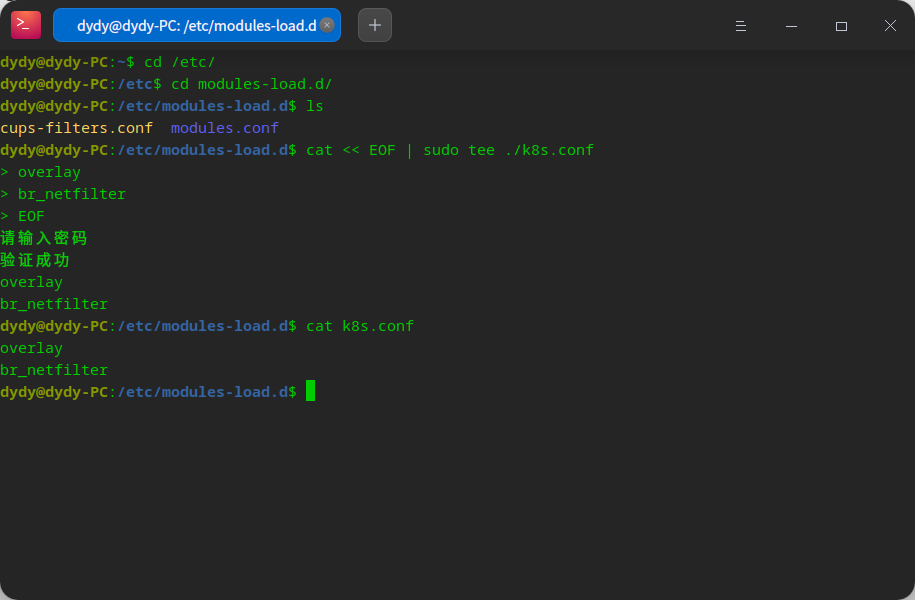 dydy@dydy-PC: /etc/modules-load.d
dydy@dydy-PC:~$ cd /etc/
dydy@dydy-PC:/etc$ cd modules-load.d/
dydy@dydy-PC:/etc/modules-load.d$ ls
cups-filters.conf  modules.conf
dydy@dydy-PC:/etc/modules-load.d$ cat << EOF | sudo tee ./k8s.conf
> overlay
> br_netfilter
> EOF
请输入密码
验证成功
overlay
br_netfilter
dydy@dydy-PC:/etc/modules-load.d$ cat k8s.conf
overlay
br_netfilter
dydy@dydy-PC:/etc/modules-load.d$